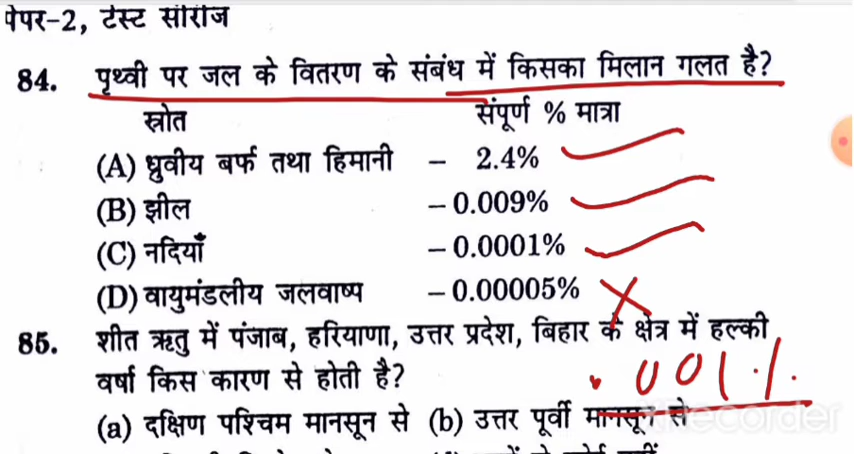 पेपर-2, टेस्ट सीरीज
84. पृथ्वी पर जल के वितरण के संबंध में किसका मिलान गलत है?
स्रोत संपूर्ण % मात्रा
(A) ध्रुवीय बर्फ तथा हिमानी – 2.4%
(B) झील – 0.009%
(C) नदियाँ – 0.0001%
(D) वायुमंडलीय जलवाष्प – 0.00005%
85. शीत ऋतु में पंजाब, हरियाणा, उत्तर प्रदेश, बिहार के क्षेत्र में हल्की
वर्षा किस कारण से होती है?
.001%
(a) दक्षिण पश्चिम मानसून से (b) उत्तर पूर्वी मानसून से
Recorder